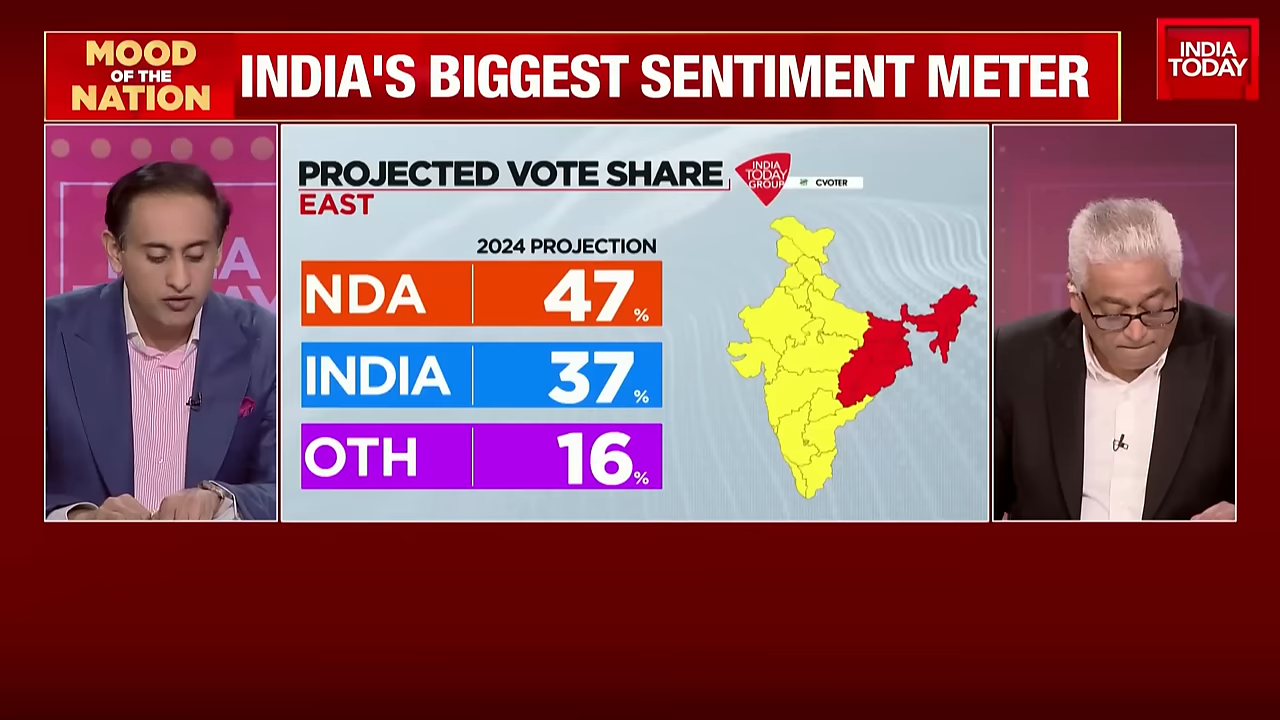 MOOD
OF THE
NATION
INDIA'S BIGGEST SENTIMENT METER
INDIA
TODAY
PROJECTED VOTE SHARE
INDIA
TODAY
GROUP
CVOTER
EAST
2024 PROJECTION
NDA 47%
INDIA 37%
OTH 16%